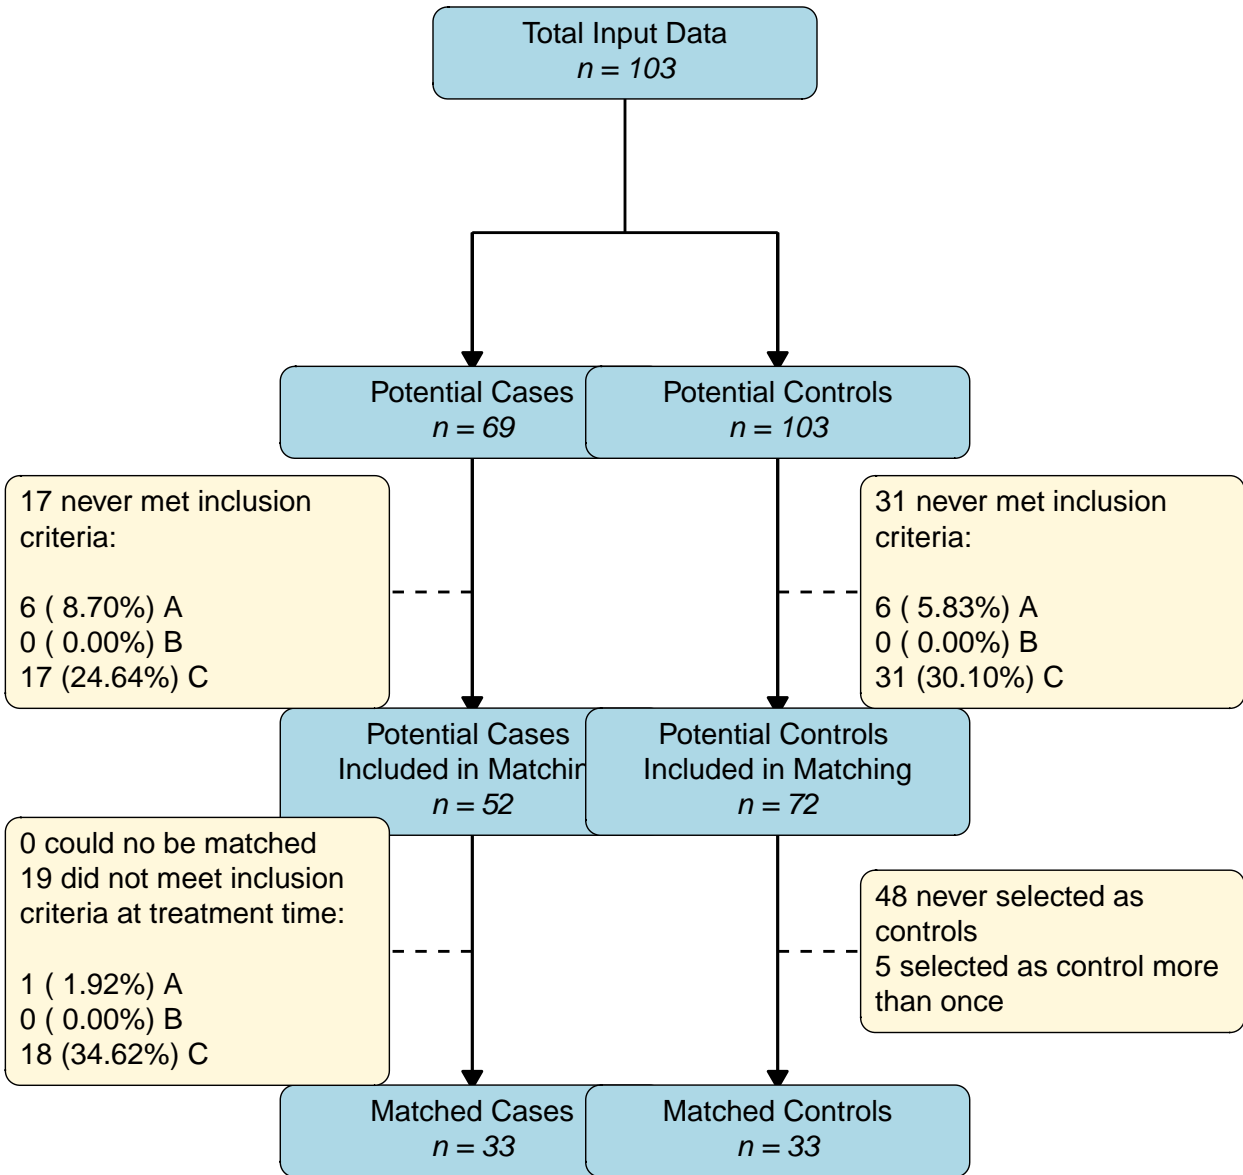 Total Input Data
n = 103
Potential Cases
n = 69
Potential Controls
n = 103
17 never met inclusion
criteria:
6 ( 8.70%) A
0 ( 0.00%) B
17 (24.64%) C
31 never met inclusion
criteria:
6 ( 5.83%) A
0 ( 0.00%) B
31 (30.10%) C
Potential Cases
Included in Matchin
n = 52
Potential Controls
Included in Matching
n = 72
0 could no be matched
19 did not meet inclusion
criteria at treatment time:
1 ( 1.92%) A
0 ( 0.00%) B
18 (34.62%) C
48 never selected as
controls
5 selected as control more
than once
Matched Cases
n = 33
Matched Controls
n = 33